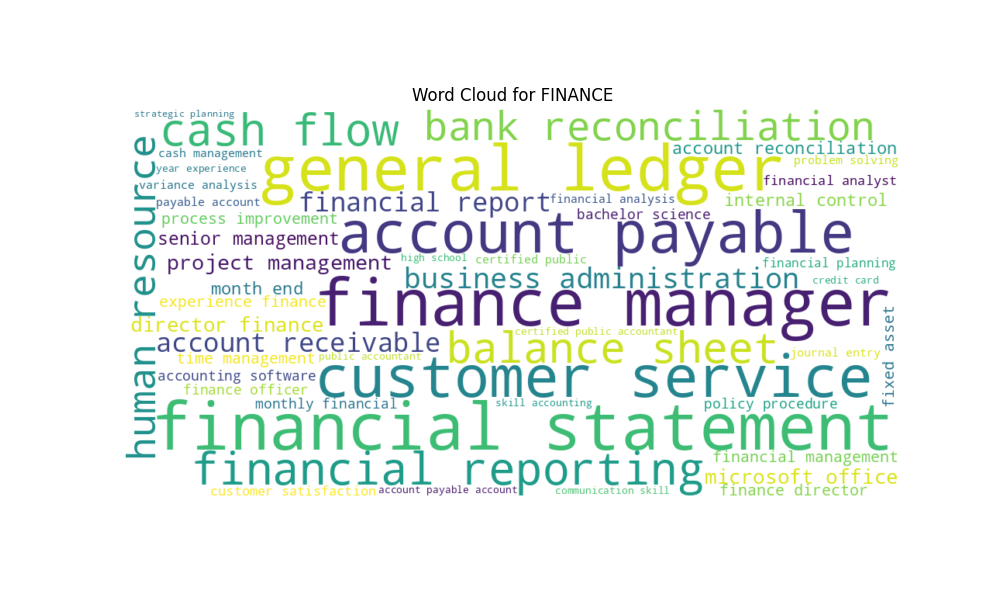 Word Cloud for FINANCE
strategic planning
cash flow
bank reconciliation
human resource
cash management
general ledger
account reconciliation
problem solving
year experience
financial analyst
variance analysis
payable account
financial report
financial analysis
internal control
process improvement
bachelor science
senior management
account payable
project management
high school
certified public
financial planning
month end
business administration
credit card
experience finance
finance manager
director finance
certified public accountant
fixed asset
account receivable
balance sheet
journal entry
time management
public accountant
accounting software
customer service
finance officer
monthly financial
skill accounting
policy procedure
financial statement
financial reporting
financial management
microsoft office
customer satisfaction
account payable account
communication skill
finance director